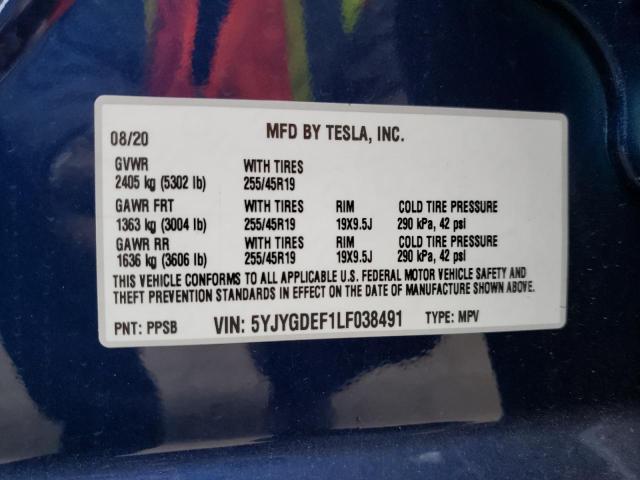 08/20 MFD BY TESLA, INC.
GVWR WITH TIRES
2405 kg (5302 lb) 255/45R19
GAWR FRT WITH TIRES RIM COLD TIRE PRESSURE
1363 kg (3004 lb) 255/45R19 19X9.5J 290 kPa, 42 psi
GAWR RR WITH TIRES RIM COLD TIRE PRESSURE
1636 kg (3606 lb) 255/45R19 19X9.5J 290 kPa, 42 psi
THIS VEHICLE CONFORMS TO ALL APPLICABLE U.S. FEDERAL MOTOR VEHICLE SAFETY AND
THEFT PREVENTION STANDARDS IN EFFECT ON THE DATE OF MANUFACTURE SHOWN ABOVE.
PNT: PPSB VIN: 5YJYGDEF1LF038491 TYPE: MPV